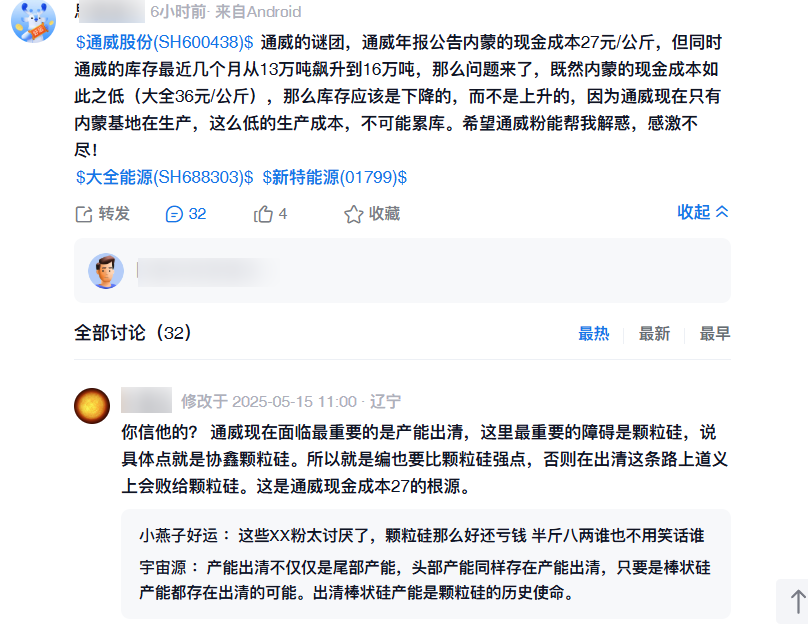 6小时前· 来自Android
$通威股份(SH600438)$ 通威的谜团，通威年报公告内蒙的现金成本27元/公斤，但同时
通威的库存最近几个月从13万吨飙升到16万吨，那么问题来了，既然内蒙的现金成本如
此之低（大全36元/公斤），那么库存应该是下降的，而不是上升的，因为通威现在只有
内蒙基地在生产，这么低的生产成本，不可能累库。希望通威粉能帮我解惑，感激不
尽！
$大全能源(SH688303)$ $新特能源(01799)$
转发 32 4 收藏 收起
全部讨论（32） 最热 最新 最早
修改于 2025-05-15 11:00 · 辽宁
你信他的？ 通威现在面临最重要的是产能出清，这里最重要的障碍是颗粒硅，说
具体点就是协鑫颗粒硅。所以就是编也要比颗粒硅强点，否则在出清这条路上道义
上会败给颗粒硅。这是通威现金成本27的根源。
小燕子好运： 这些XX粉太讨厌了，颗粒硅那么好还亏钱 半斤八两谁也不用笑话谁
宇宙源： 产能出清不仅仅是尾部产能，头部产能同样存在产能出清，只要是棒状硅
产能都存在出清的可能。出清棒状硅产能是颗粒硅的历史使命。